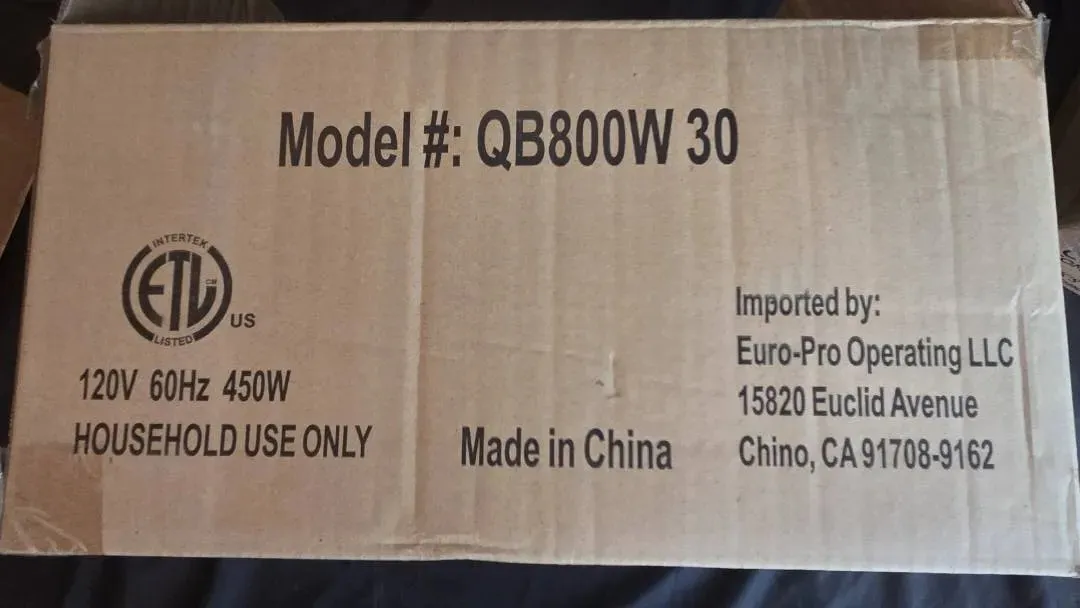 Model #: QB800W 30
INTERTEK
ETL
CM
LISTED
US
120V 60Hz 450W
HOUSEHOLD USE ONLY
Made in China
Imported by:
Euro-Pro Operating LLC
15820 Euclid Avenue
Chino, CA 91708-9162